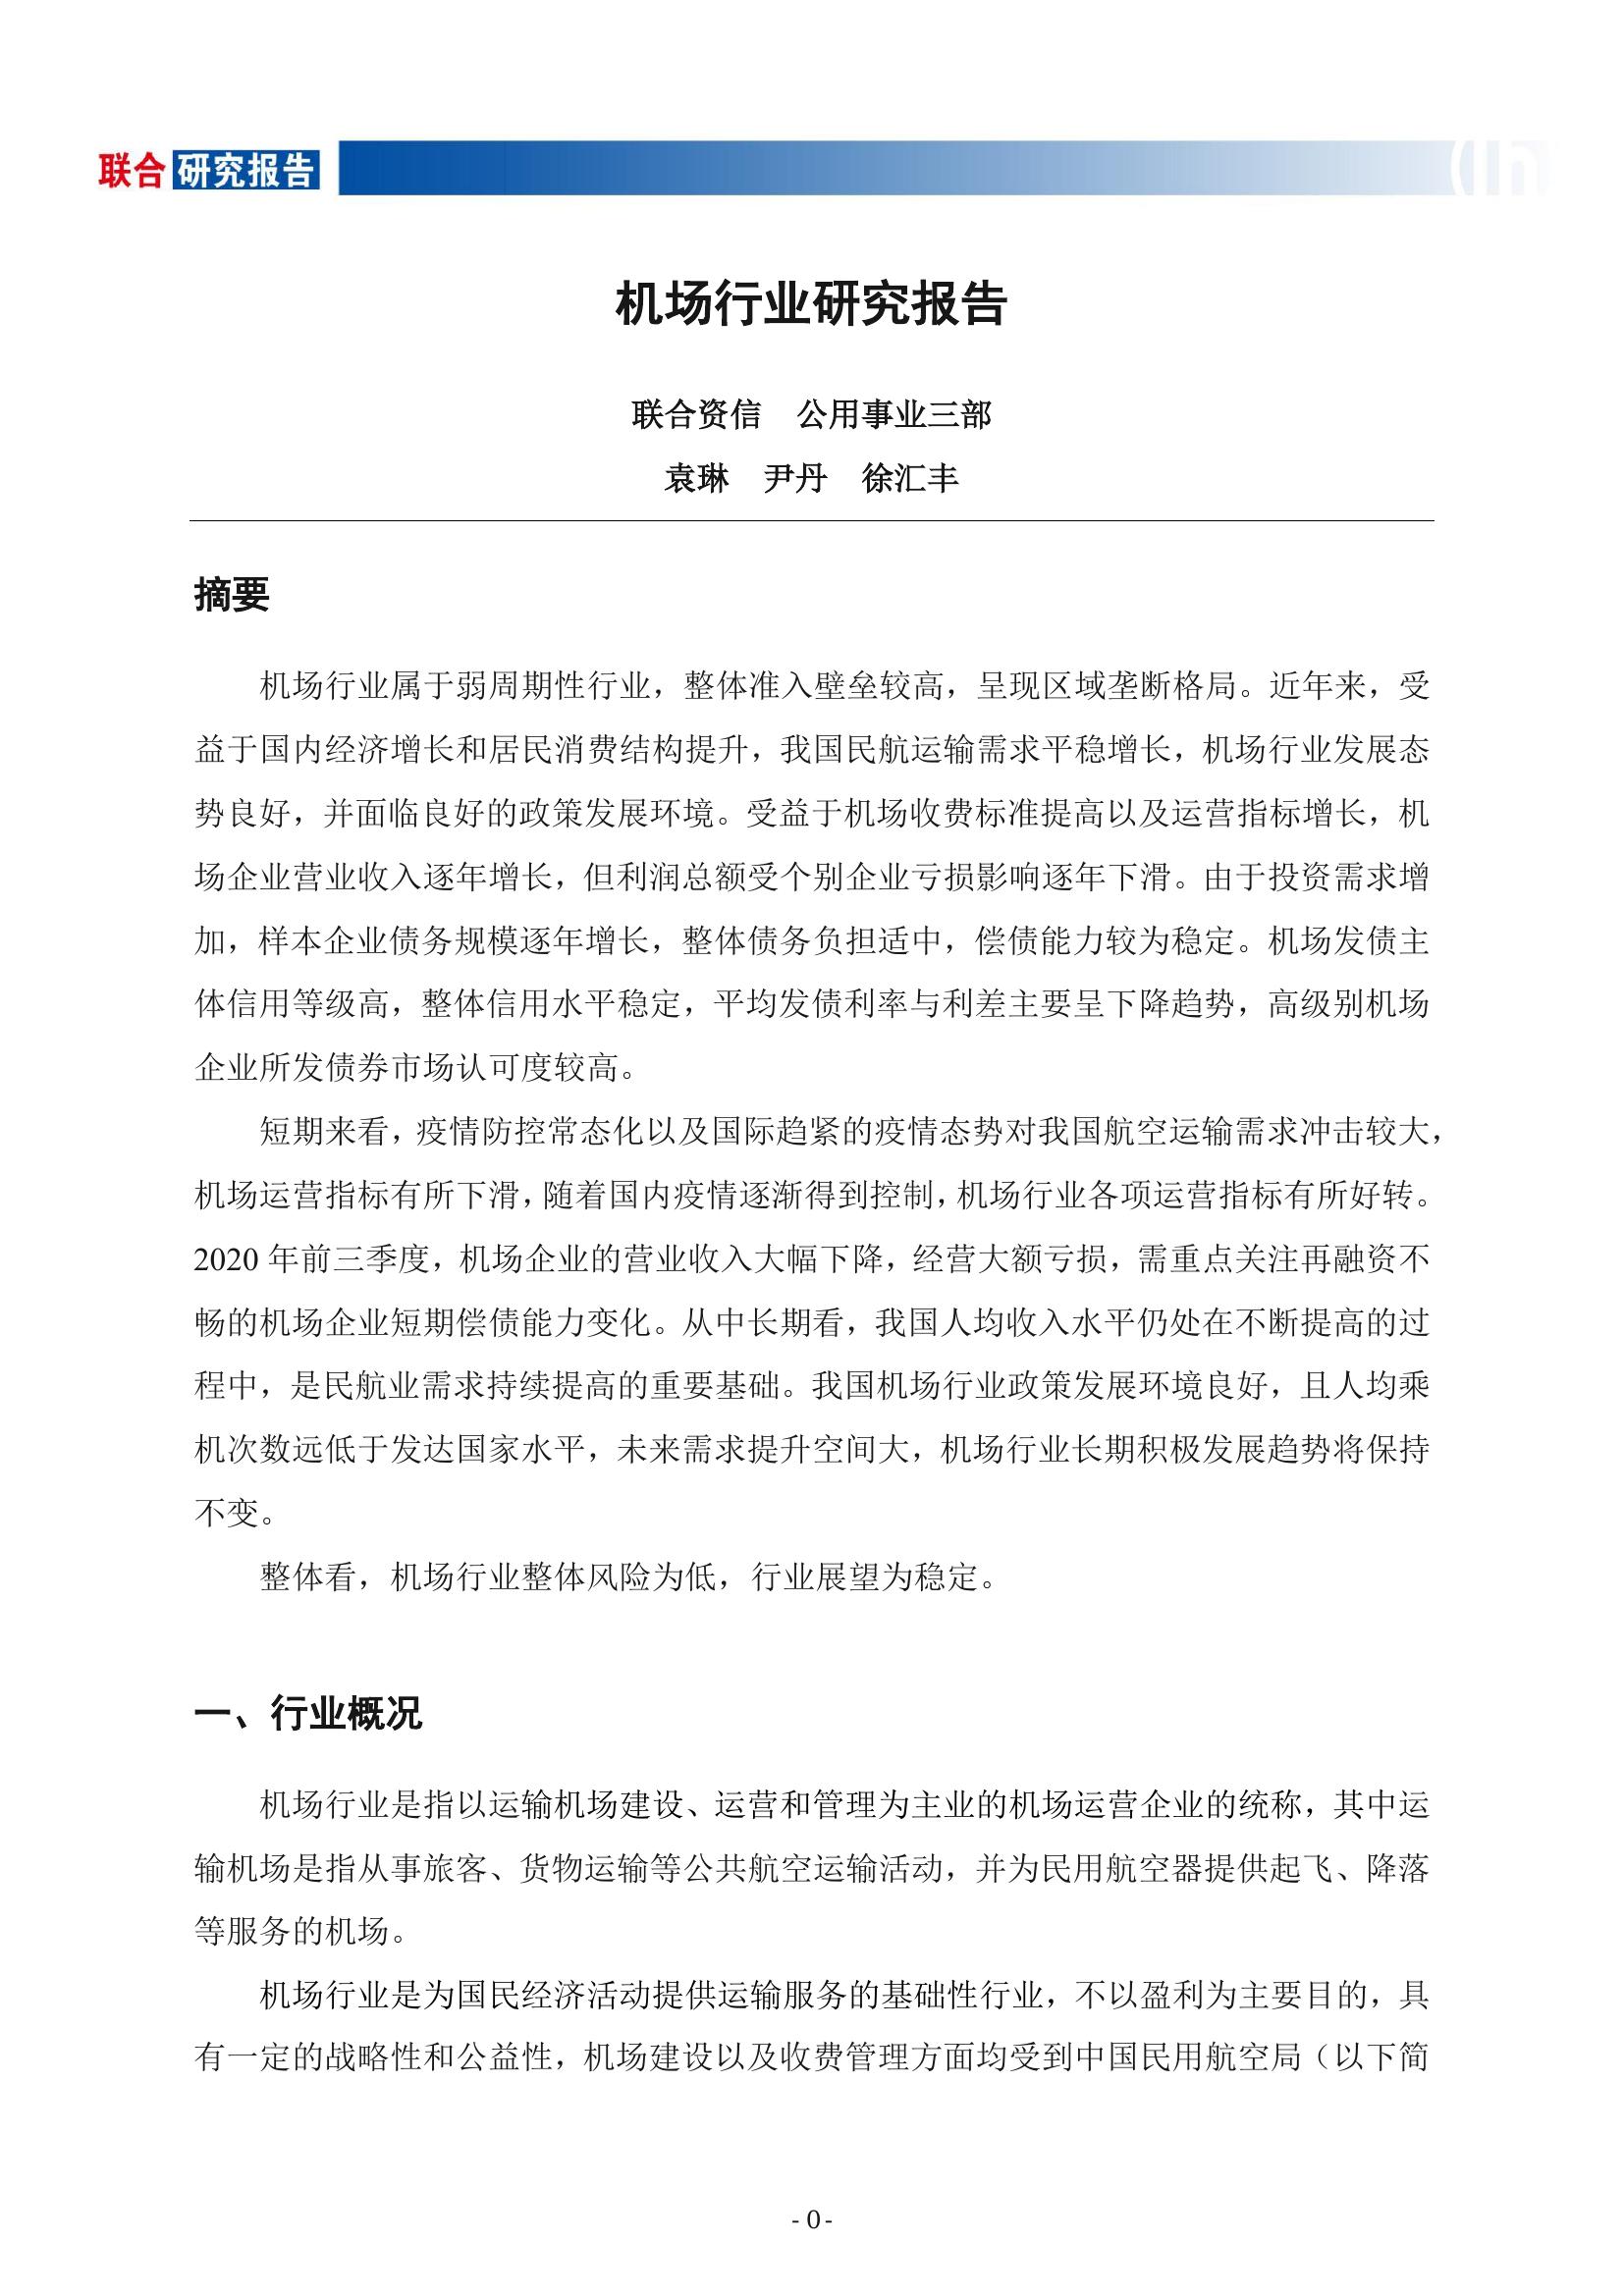 联合 研究报告
机场行业研究报告
联合资信 公用事业三部
袁琳 尹丹 徐汇丰
摘要
机场行业属于弱周期性行业，整体准入壁垒较高，呈现区域垄断格局。近年来，受
益于国内经济增长和居民消费结构提升，我国民航运输需求平稳增长，机场行业发展态
势良好，并面临良好的政策发展环境。受益于机场收费标准提高以及运营指标增长，机
场企业营业收入逐年增长，但利润总额受个别企业亏损影响逐年下滑。由于投资需求增
加，样本企业债务规模逐年增长，整体债务负担适中，偿债能力较为稳定。机场发债主
体信用等级高，整体信用水平稳定，平均发债利率与利差主要呈下降趋势，高级别机场
企业所发债券市场认可度较高。
短期来看，疫情防控常态化以及国际趋紧的疫情态势对我国航空运输需求冲击较大，
机场运营指标有所下滑，随着国内疫情逐渐得到控制，机场行业各项运营指标有所好转。
2020 年前三季度，机场企业的营业收入大幅下降，经营大额亏损，需重点关注再融资不
畅的机场企业短期偿债能力变化。从中长期看，我国人均收入水平仍处在不断提高的过
程中，是民航业需求持续提高的重要基础。我国机场行业政策发展环境良好，且人均乘
机次数远低于发达国家水平，未来需求提升空间大，机场行业长期积极发展趋势将保持
不变。
整体看，机场行业整体风险为低，行业展望为稳定。
一、行业概况
机场行业是指以运输机场建设、运营和管理为主业的机场运营企业的统称，其中运
输机场是指从事旅客、货物运输等公共航空运输活动，并为民用航空器提供起飞、降落
等服务的机场。
机场行业是为国民经济活动提供运输服务的基础性行业，不以盈利为主要目的，具
有一定的战略性和公益性，机场建设以及收费管理方面均受到中国民用航空局（以下简
- 0 -